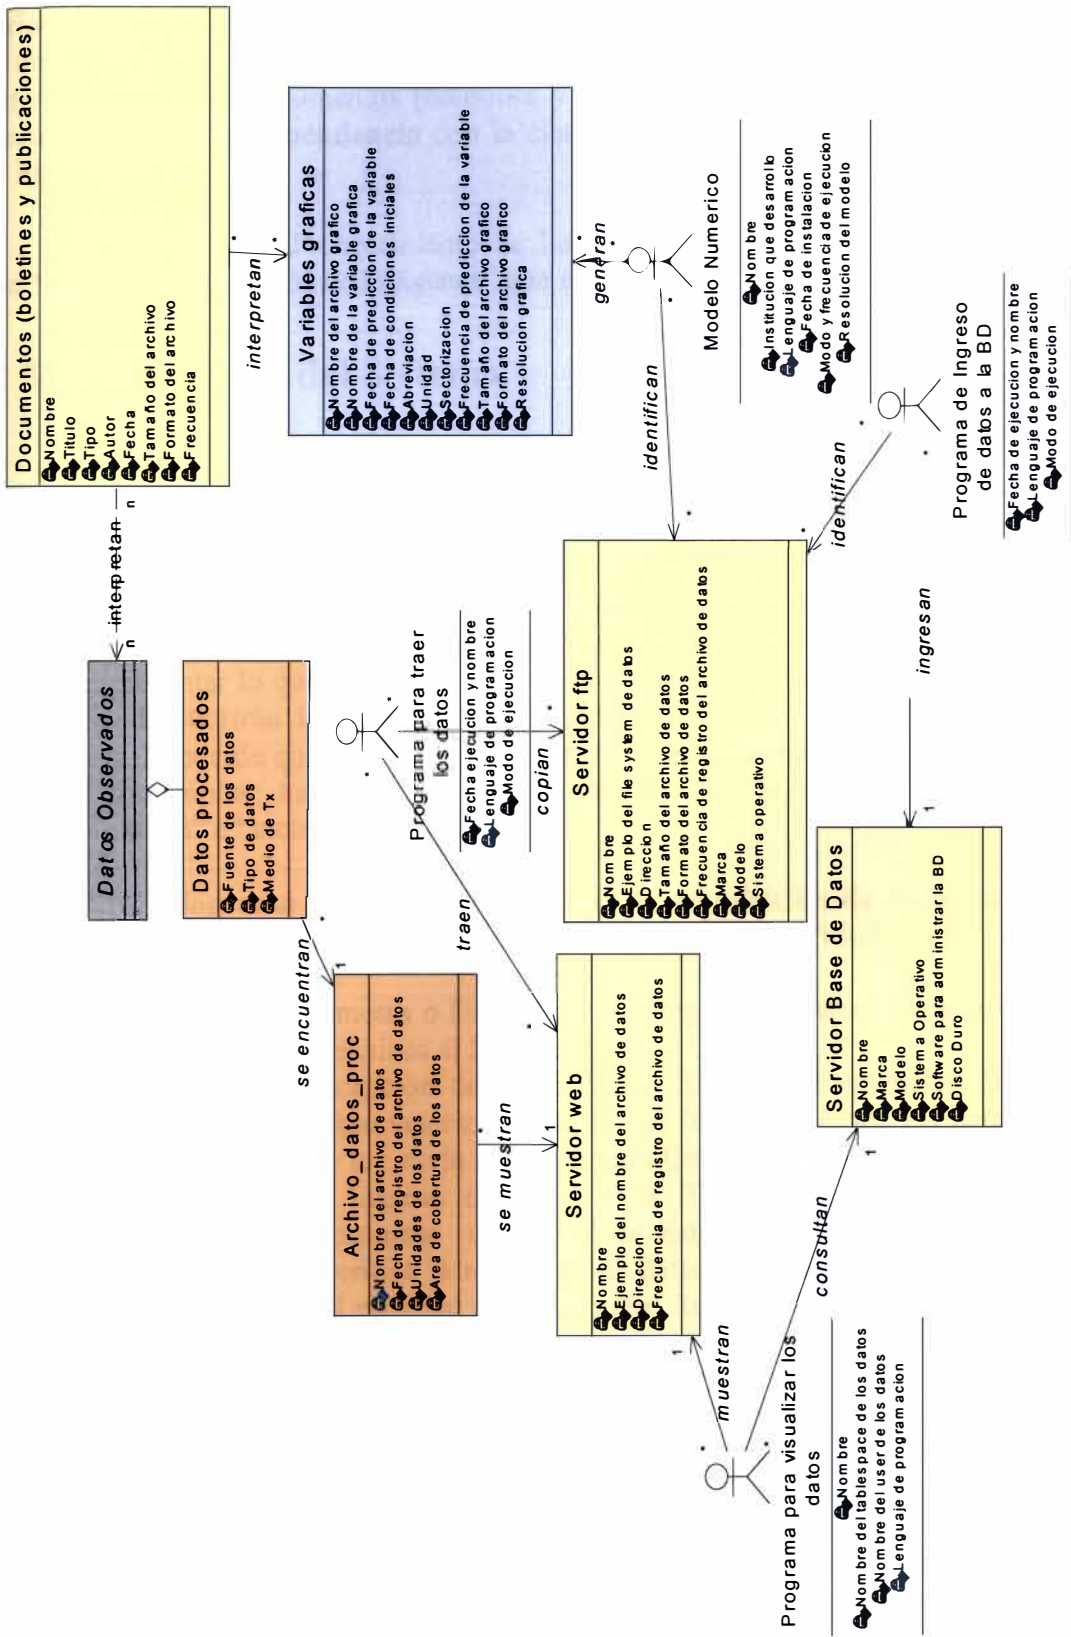 Documentos (boletines y publicaciones)
Nombre
Titulo
Tipo
Autor
Fecha
Tamaño del archivo
Formato del archivo
Frecuencia
n
interpretan
n
interpretan
*
*
Datos Observados
Datos procesados
Fuente de los datos
Tipo de datos
Medio de Tx
Variables graficas
Nombre del archivo grafico
Nombre de la variable grafica
Fecha de prediccion de la variable
Fecha de condiciones iniciales
Abreviacion
Unidad
Sectorizacion
Frecuencia de prediccion de la variable
Tamaño del archivo grafico
Formato del archivo grafico
Resolucion grafica
se encuentran
*
1
Archivo_datos_proc
Nombre del archivo de datos
Fecha de registro del archivo de datos
Unidades de los datos
Area de cobertura de los datos
*
se muestran
1
Programa para traer
los datos
Fecha ejecucion y nombre
Lenguaje de programacion
Modo de ejecucion
*
*
traen
*
copian
*
generan
*
*
Modelo Numerico
Nombre
Institucion que desarrollo
Lenguaje de programacion
Fecha de instalacion
Modo y frecuencia de ejecucion
Resolucion del modelo
*
identifican
*
Servidor web
Nombre
Ejemplo del nombre del archivo de datos
Direccion
Frecuencia de registro del archivo de datos
Servidor ftp
Nombre
Ejemplo del file system de datos
Direccion
Tamaño del archivo de datos
Formato del archivo de datos
Frecuencia de registro del archivo de datos
Marca
Modelo
Sistema operativo
*
identifican
*
Programa de Ingreso
de datos a la BD
Fecha de ejecucion y nombre
Lenguaje de programacion
Modo de ejecucion
ingresan
1
1
muestran
*
*
consultan
1
Programa para visualizar los
datos
Nombre
Nombre del tablespace de los datos
Nombre del user de los datos
Lenguaje de programacion
Servidor Base de Datos
Nombre
Marca
Modelo
Sistema Operativo
Software para administrar la BD
Disco Duro